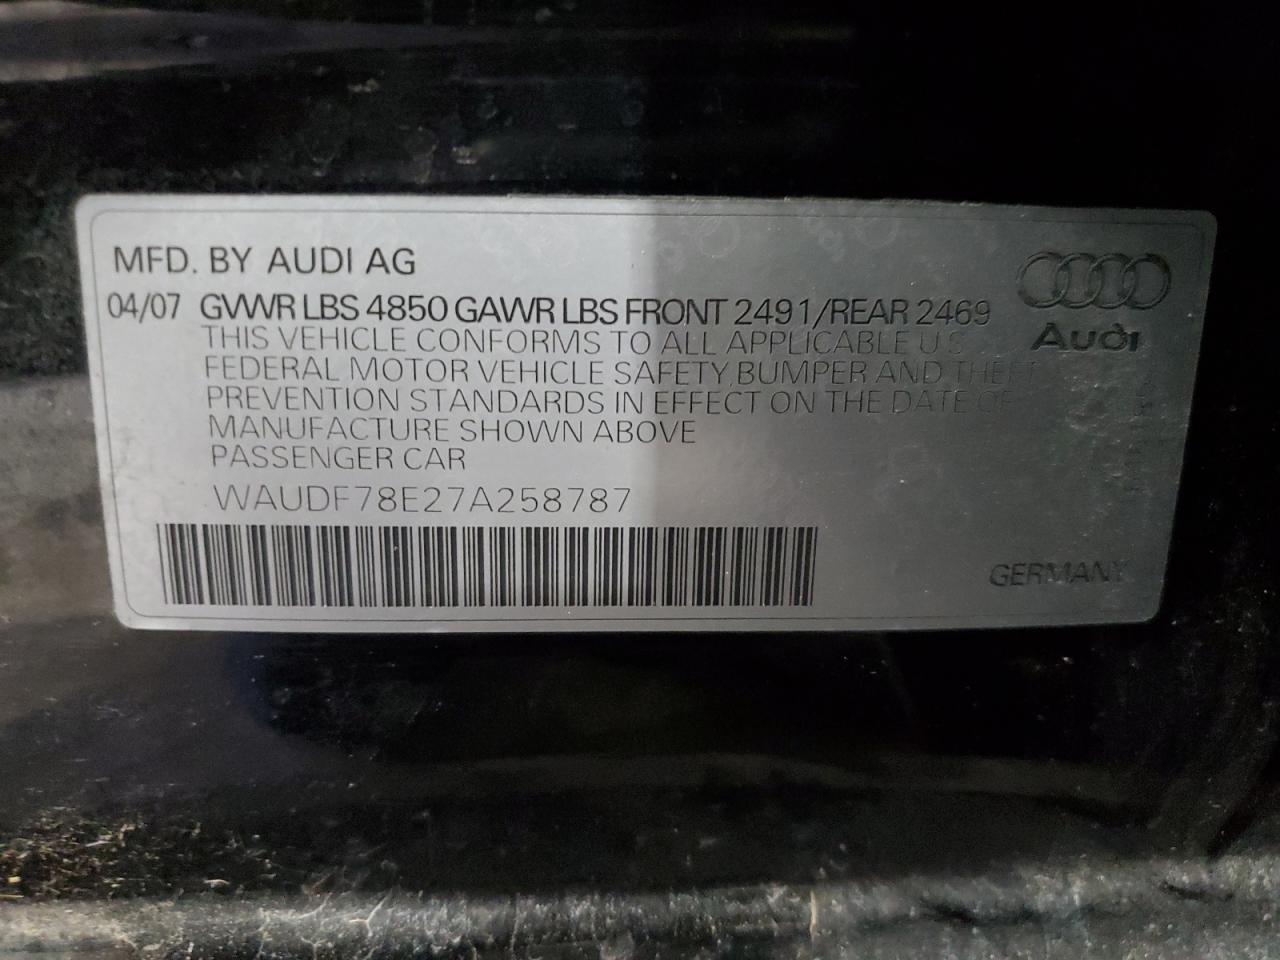 MFD. BY AUDI AG
04/07 GVWR LBS 4850 GAWR LBS FRONT 2491/REAR 2469
Audi
THIS VEHICLE CONFORMS TO ALL APPLICABLE U.S.
FEDERAL MOTOR VEHICLE SAFETY, BUMPER AND THEFT
PREVENTION STANDARDS IN EFFECT ON THE DATE OF
MANUFACTURE SHOWN ABOVE
PASSENGER CAR
WAUDF78E27A258787
GERMANY